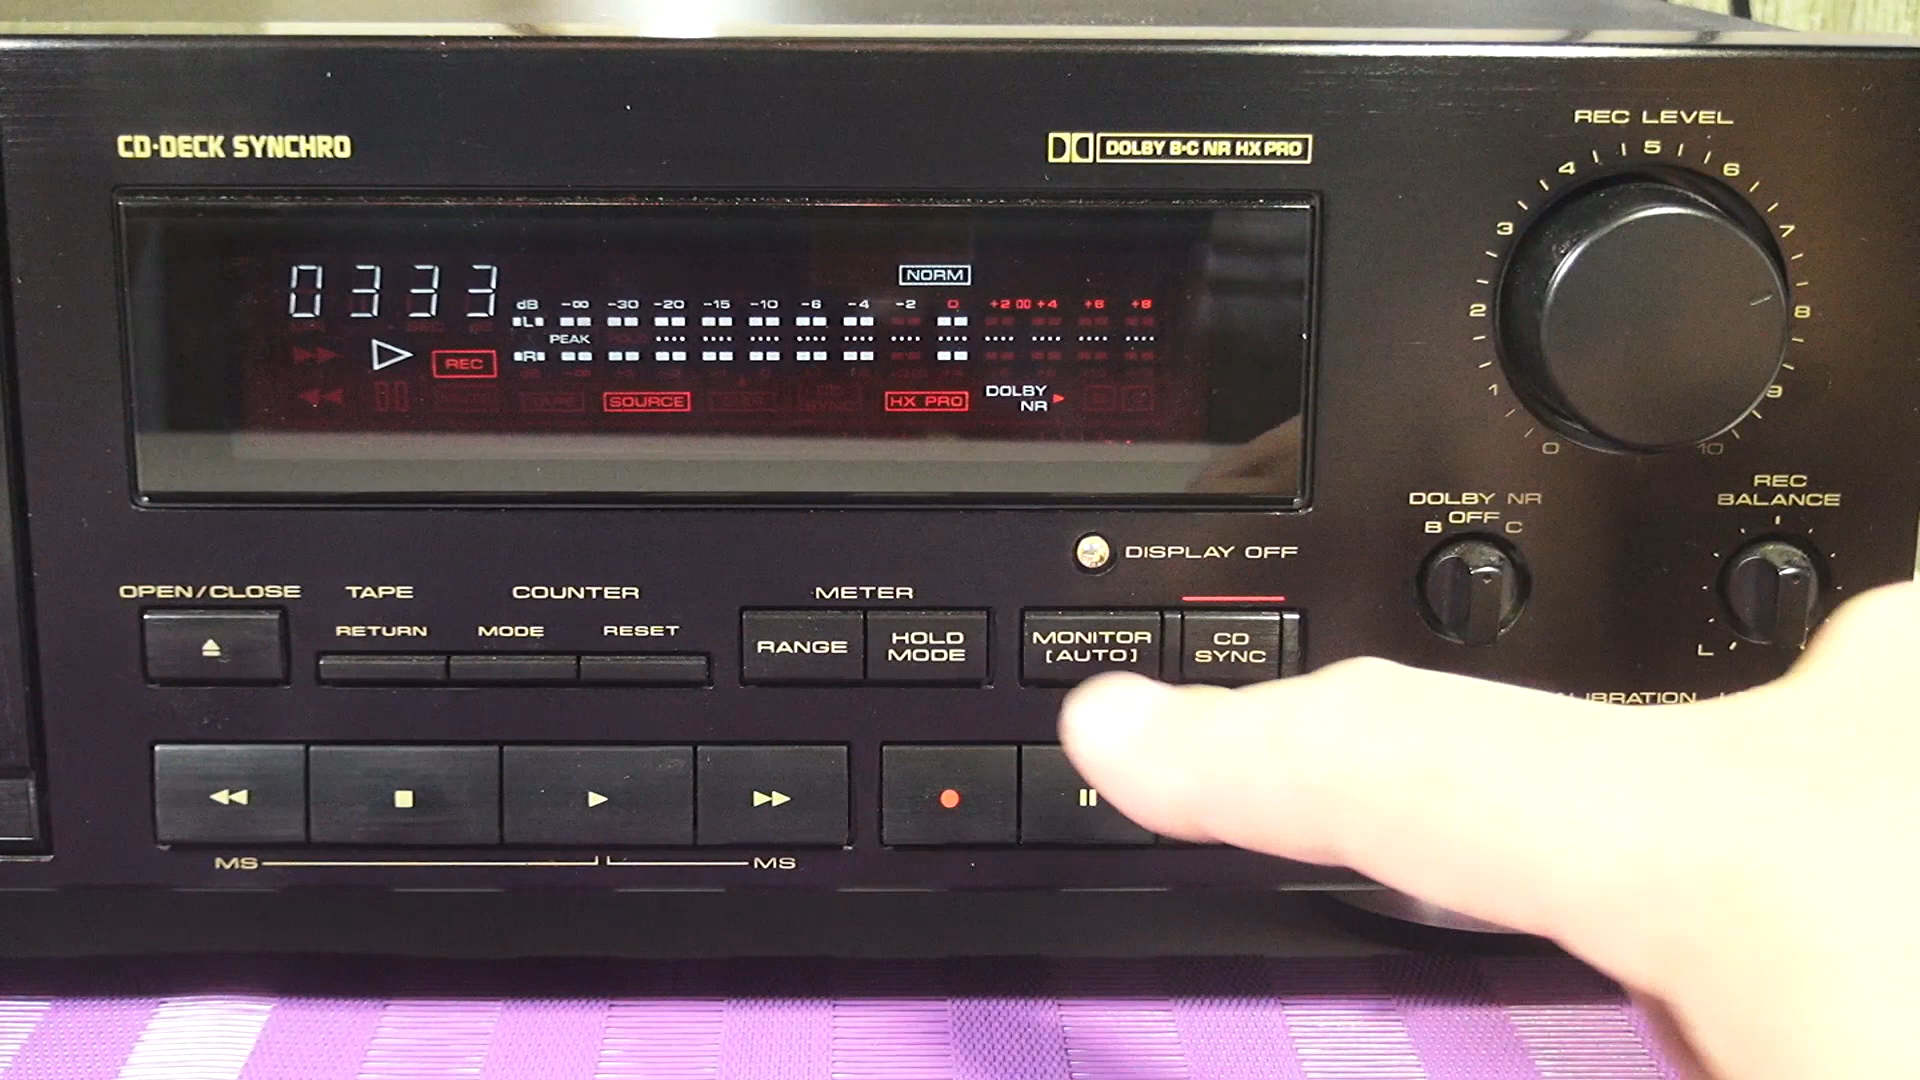 REC LEVEL
CD·DECK SYNCHRO
DOLBY B·C NR HX PRO
0 1 2 3 4 5 6 7 8 9 10
NORM
0333
dB -∞ -30 -20 -15 -10 -6 -4 -2 0 +2 +4 +6 +8
L
PEAK
R
REC
SOURCE
HX PRO
DOLBY
NR
REC
BALANCE
DOLBY NR
B OFF C
L
DISPLAY OFF
OPEN/CLOSE
TAPE
RETURN
COUNTER
MODE RESET
METER
RANGE
HOLD
MODE
MONITOR
[AUTO]
CD
SYNC
MS
MS